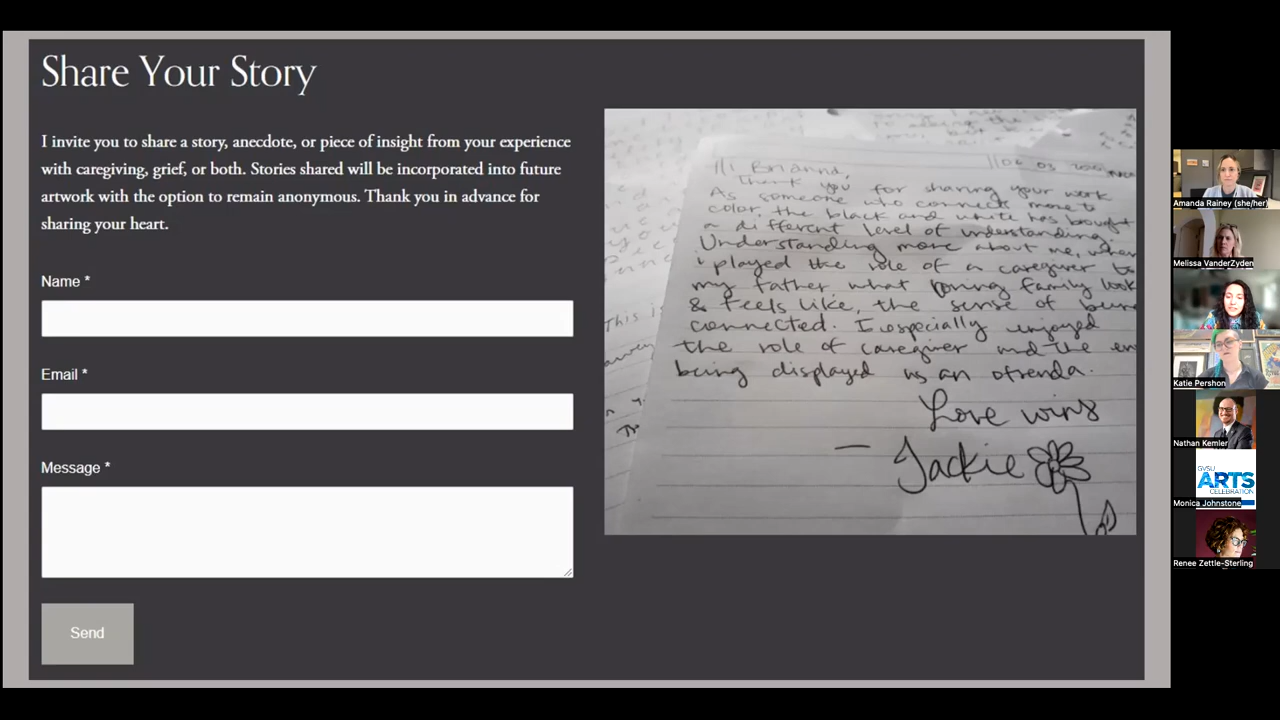 Share Your Story
I invite you to share a story, anecdote, or piece of insight from your experience
with caregiving, grief, or both. Stories shared will be incorporated into future
artwork with the option to remain anonymous. Thank you in advance for
sharing your heart.
Name *
Email *
Message *
Send
Hi Brianna,
Thank you for sharing your work
As someone who connects more to
color, the black and white has
a different level of understanding.
Understanding more about me, when
i played the role of a caregiver to
my father what loving family look
& feels like, the sense of being
connected. I especially enjoyed
the role of caregiver and the
being displayed as an ofrenda.
Love wins
— Jackie
This i
Amanda Rainey (she/her)
Melissa VanderZyden
Katie Pershon
Nathan Kemler
GVSU
ARTS
CELEBRATION
Monica Johnstone
Renee Zettle-Sterling